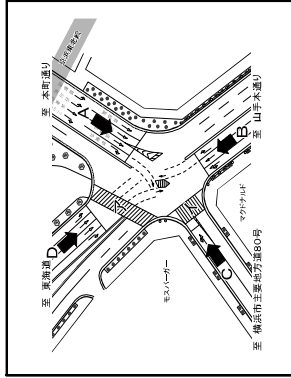 至 本町通り
至 東海道
A
D
B
C
至 山手本通り
マクドナルド
モスバーガー
至 横浜市主要地方道80号